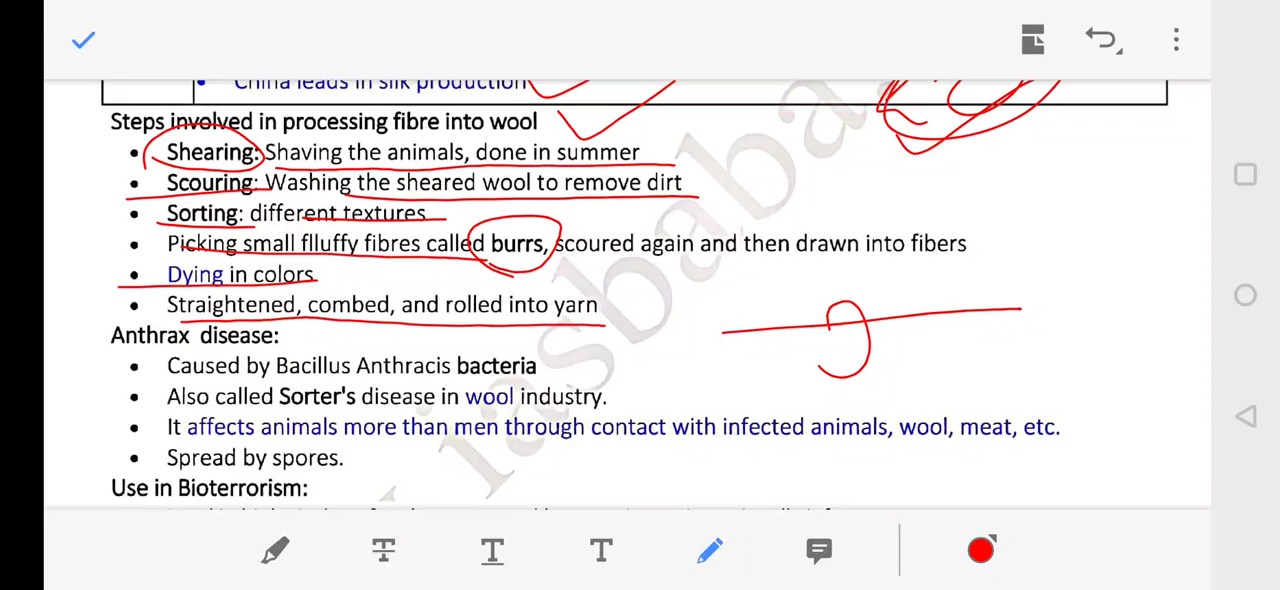 • China leads in silk production
Steps involved in processing fibre into wool
• Shearing: Shaving the animals, done in summer
• Scouring: Washing the sheared wool to remove dirt
• Sorting: different textures
• Picking small flluffy fibres called burrs, scoured again and then drawn into fibers
• Dying in colors
• Straightened, combed, and rolled into yarn
Anthrax disease:
• Caused by Bacillus Anthracis bacteria
• Also called Sorter's disease in wool industry.
• It affects animals more than men through contact with infected animals, wool, meat, etc.
• Spread by spores.
Use in Bioterrorism:
iasbaba
T T T